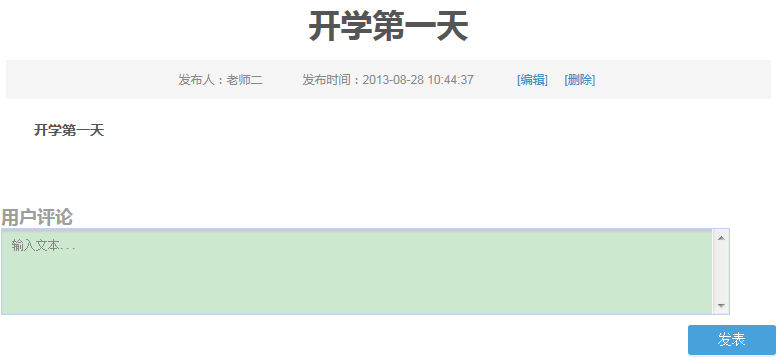 开学第一天
发布人：老师二 发布时间：2013-08-28 10:44:37 [编辑] [删除]
开学第一天
用户评论
输入文本...
发表